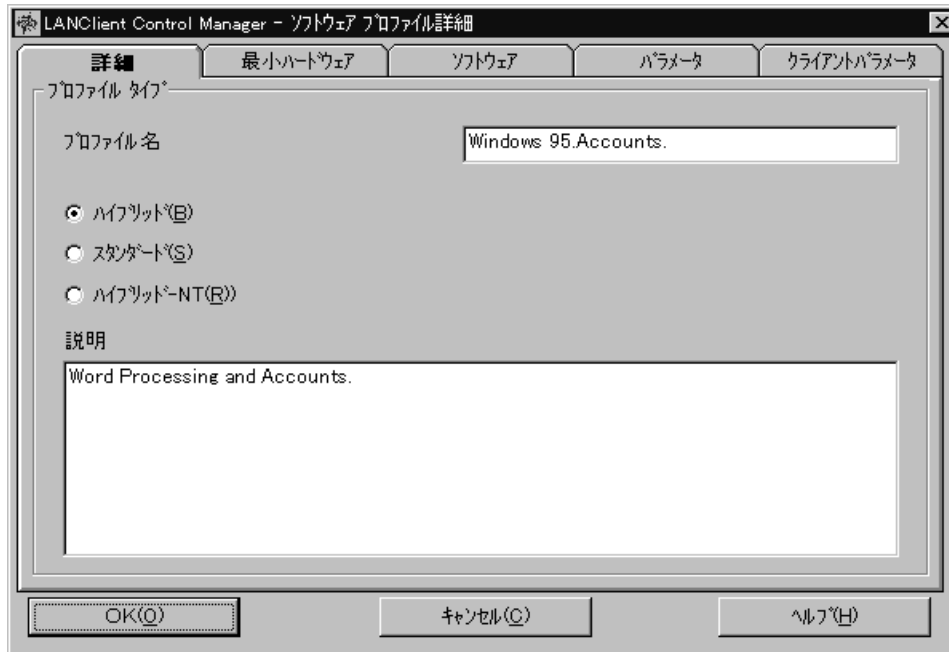 LANClient Control Manager - ｿﾌﾄｳｪｱ ﾌﾟﾛﾌｧｲﾙ詳細
詳細 最小ﾊｰﾄﾞｳｪｱ ｿﾌﾄｳｪｱ ﾊﾟﾗﾒｰﾀ ｸﾗｲｱﾝﾄﾊﾟﾗﾒｰﾀ
ﾌﾟﾛﾌｧｲﾙ ﾀｲﾌﾟ
ﾌﾟﾛﾌｧｲﾙ名 Windows 95.Accounts.
ﾊｲﾌﾞﾘｯﾄﾞ(B)
ｽﾀﾝﾀﾞｰﾄﾞ(S)
ﾊｲﾌﾞﾘｯﾄﾞ-NT(R))
説明
Word Processing and Accounts.
OK(O) ｷｬﾝｾﾙ(C) ﾍﾙﾌﾟ(H)